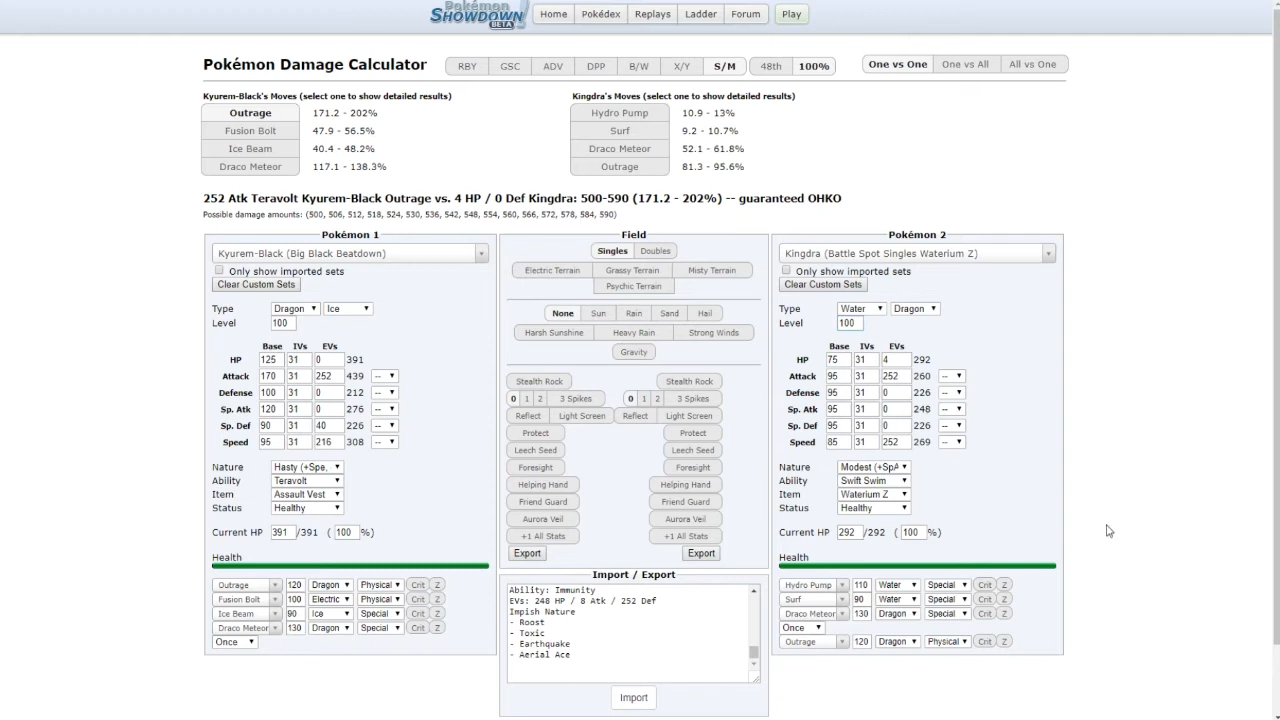 Pokémon
SHOWDOWN
BETA
Home Pokédex Replays Ladder Forum Play
Pokémon Damage Calculator
RBY GSC ADV DPP B/W X/Y S/M 48th 100%
One vs One One vs All All vs One
Kyurem-Black's Moves (select one to show detailed results)
Outrage 171.2 - 202%
Fusion Bolt 47.9 - 56.5%
Ice Beam 40.4 - 48.2%
Draco Meteor 117.1 - 138.3%
Kingdra's Moves (select one to show detailed results)
Hydro Pump 10.9 - 13%
Surf 9.2 - 10.7%
Draco Meteor 52.1 - 61.8%
Outrage 81.3 - 95.6%
252 Atk Teravolt Kyurem-Black Outrage vs. 4 HP / 0 Def Kingdra: 500-590 (171.2 - 202%) -- guaranteed OHKO
Possible damage amounts: (500, 506, 512, 518, 524, 530, 536, 542, 548, 554, 560, 566, 572, 578, 584, 590)
Pokémon 1
Kyurem-Black (Big Black Beatdown)
Only show imported sets
Clear Custom Sets
Type Dragon Ice
Level 100
Base IVs EVs
HP 125 31 0 391
Attack 170 31 252 439 --
Defense 100 31 0 212 --
Sp. Atk 120 31 0 276 --
Sp. Def 90 31 40 226 --
Speed 95 31 216 308 --
Nature Hasty (+Spe,
Ability Teravolt
Item Assault Vest
Status Healthy
Current HP 391 /391 ( 100 %)
Health
Outrage 120 Dragon Physical Crit Z
Fusion Bolt 100 Electric Physical Crit Z
Ice Beam 90 Ice Special Crit Z
Draco Meteor 130 Dragon Special Crit Z
Once
Field
Singles Doubles
Electric Terrain Grassy Terrain Misty Terrain
Psychic Terrain
None Sun Rain Sand Hail
Harsh Sunshine Heavy Rain Strong Winds
Gravity
Stealth Rock Stealth Rock
0 1 2 3 Spikes 0 1 2 3 Spikes
Reflect Light Screen Reflect Light Screen
Protect Protect
Leech Seed Leech Seed
Foresight Foresight
Helping Hand Helping Hand
Friend Guard Friend Guard
Aurora Veil Aurora Veil
+1 All Stats +1 All Stats
Export Export
Import / Export
Ability: Immunity
EVs: 248 HP / 8 Atk / 252 Def
Impish Nature
- Roost
- Toxic
- Earthquake
- Aerial Ace
Import
Pokémon 2
Kingdra (Battle Spot Singles Waterium Z)
Only show imported sets
Clear Custom Sets
Type Water Dragon
Level 100
Base IVs EVs
HP 75 31 4 292
Attack 95 31 252 260 --
Defense 95 31 0 226 --
Sp. Atk 95 31 0 248 --
Sp. Def 95 31 0 226 --
Speed 85 31 252 269 --
Nature Modest (+SpA
Ability Swift Swim
Item Waterium Z
Status Healthy
Current HP 292 /292 ( 100 %)
Health
Hydro Pump 110 Water Special Crit Z
Surf 90 Water Special Crit Z
Draco Meteor 130 Dragon Special Crit Z
Once
Outrage 120 Dragon Physical Crit Z